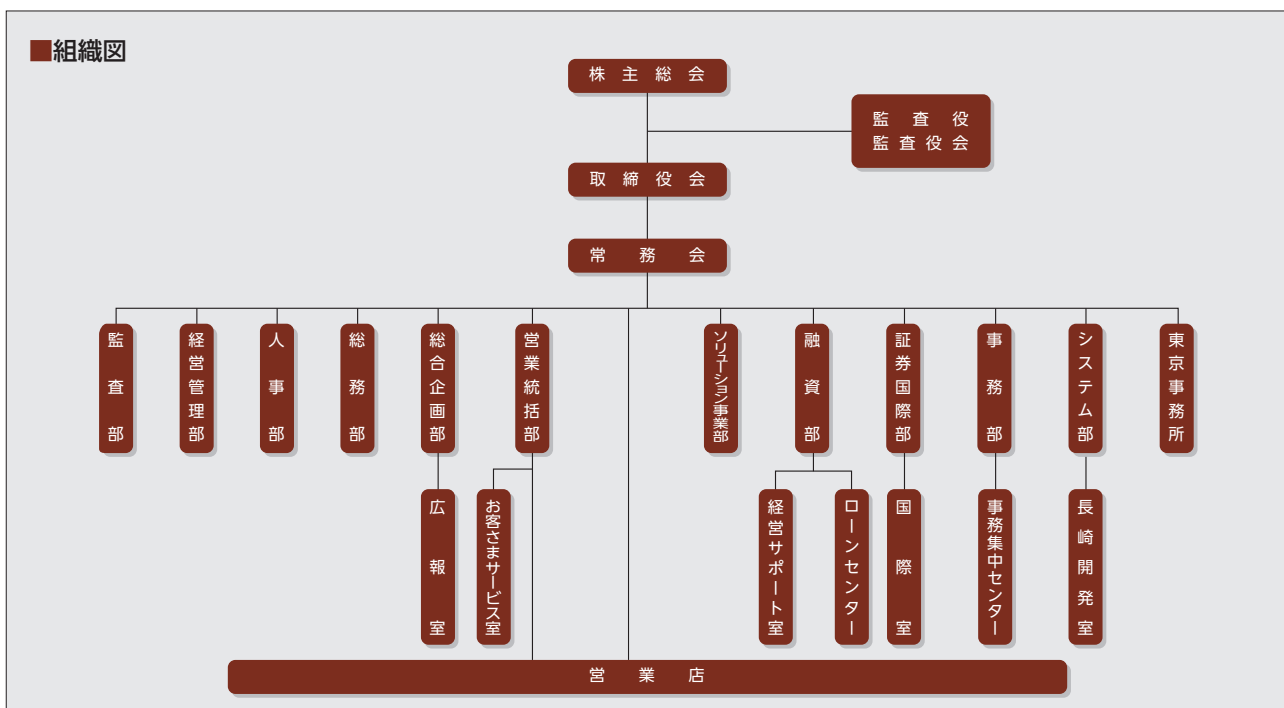 ■組織図
株主総会
監査役
監査役会
取締役会
常務会
監査部
経営管理部
人事部
総務部
総合企画部
営業統括部
ソリューション事業部
融資部
証券国際部
事務部
システム部
東京事務所
広報室
お客さまサービス室
経営サポート室
ローンセンター
国際室
事務集中センター
長崎開発室
営業店